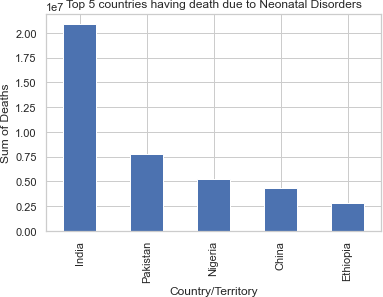 1e7 Top 5 countries having death due to Neonatal Disorders
2.00
1.75
1.50
1.25
1.00
0.75
0.50
0.25
0.00
Sum of Deaths
India
Pakistan
Nigeria
China
Ethiopia
Country/Territory